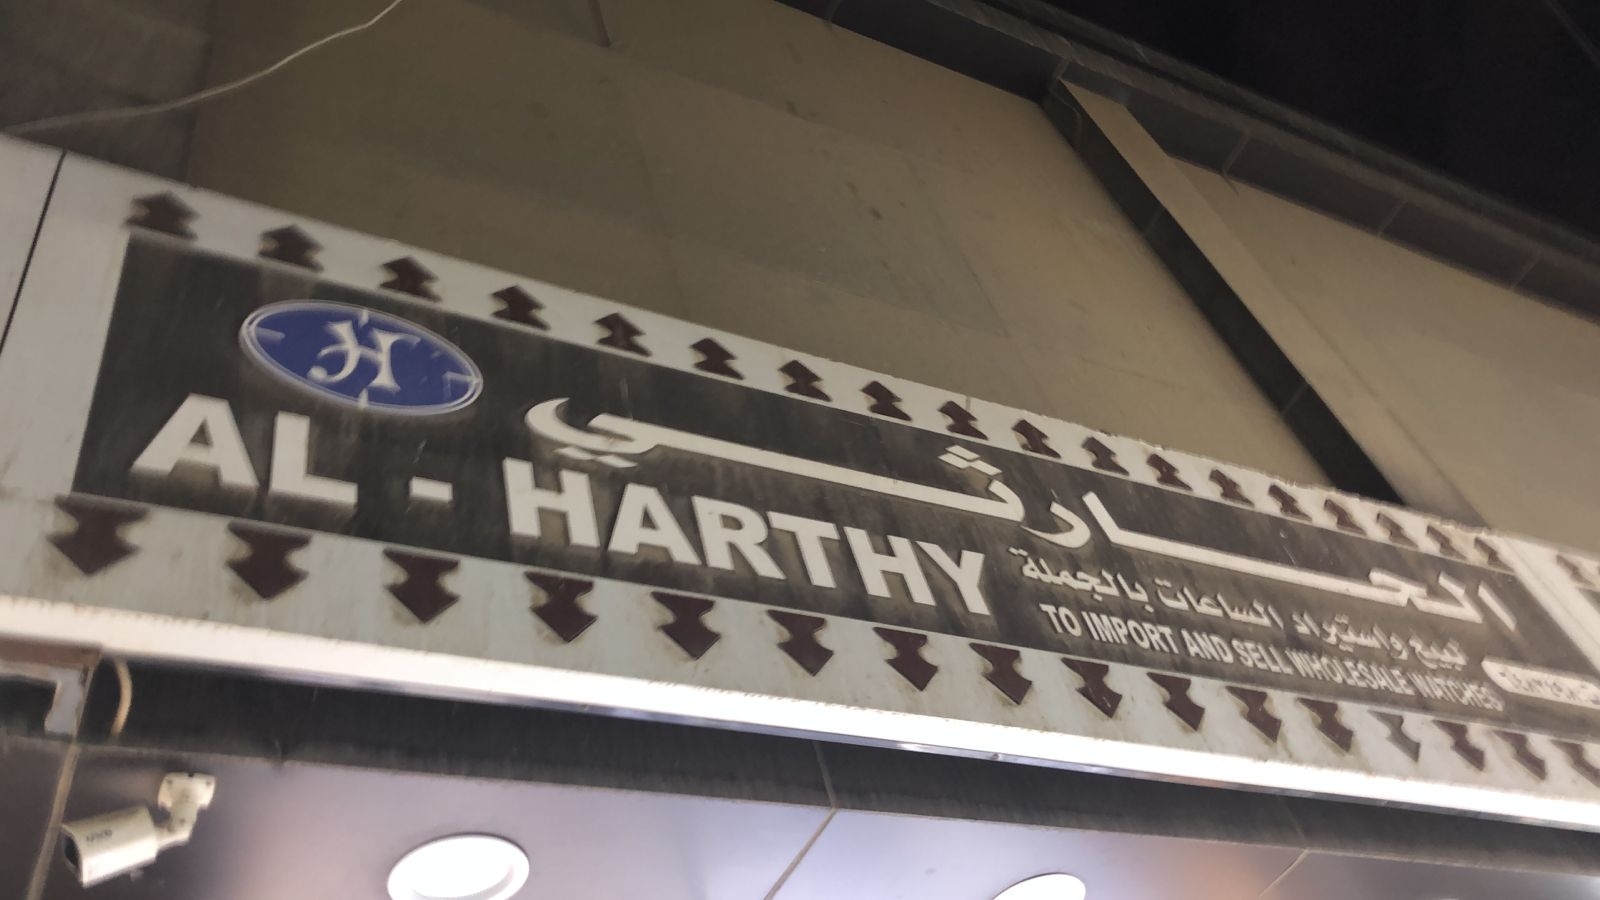 الحارثي
AL - HARTHY
لبيع واستيراد الساعات بالجملة
TO IMPORT AND SELL WHOLESALE WATCHES